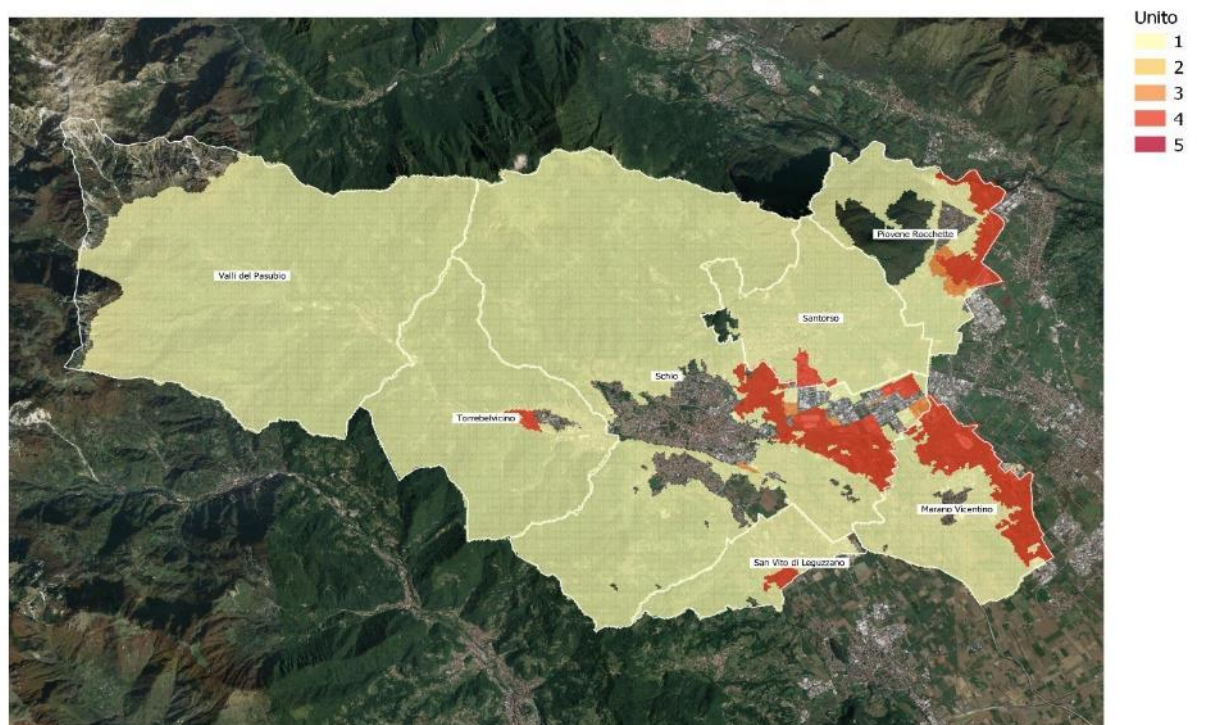 Unito
1
2
3
4
5
Piovene Rocchette
Valli del Pasubio
Santorso
Schio
Torrebelvicino
Marano Vicentino
San Vito di Leguzzano